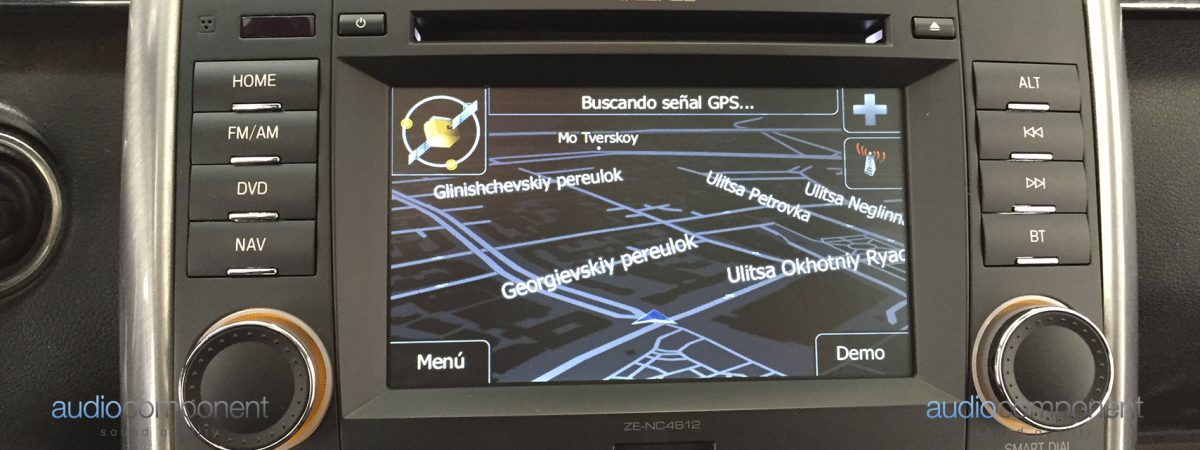 HOME
FM/AM
DVD
NAV
ALT
BT
Buscando señal GPS...
Mo Tverskoy
Glinishchevskiy pereulok
Ulitsa Petrovka
Ulitsa Neglinn
Georgievskiy pereulok
Ulitsa Okhotniy Ryad
Menú
Demo
ZE-NC4612
SMART DIAL
audiocomponent
audiocomponent